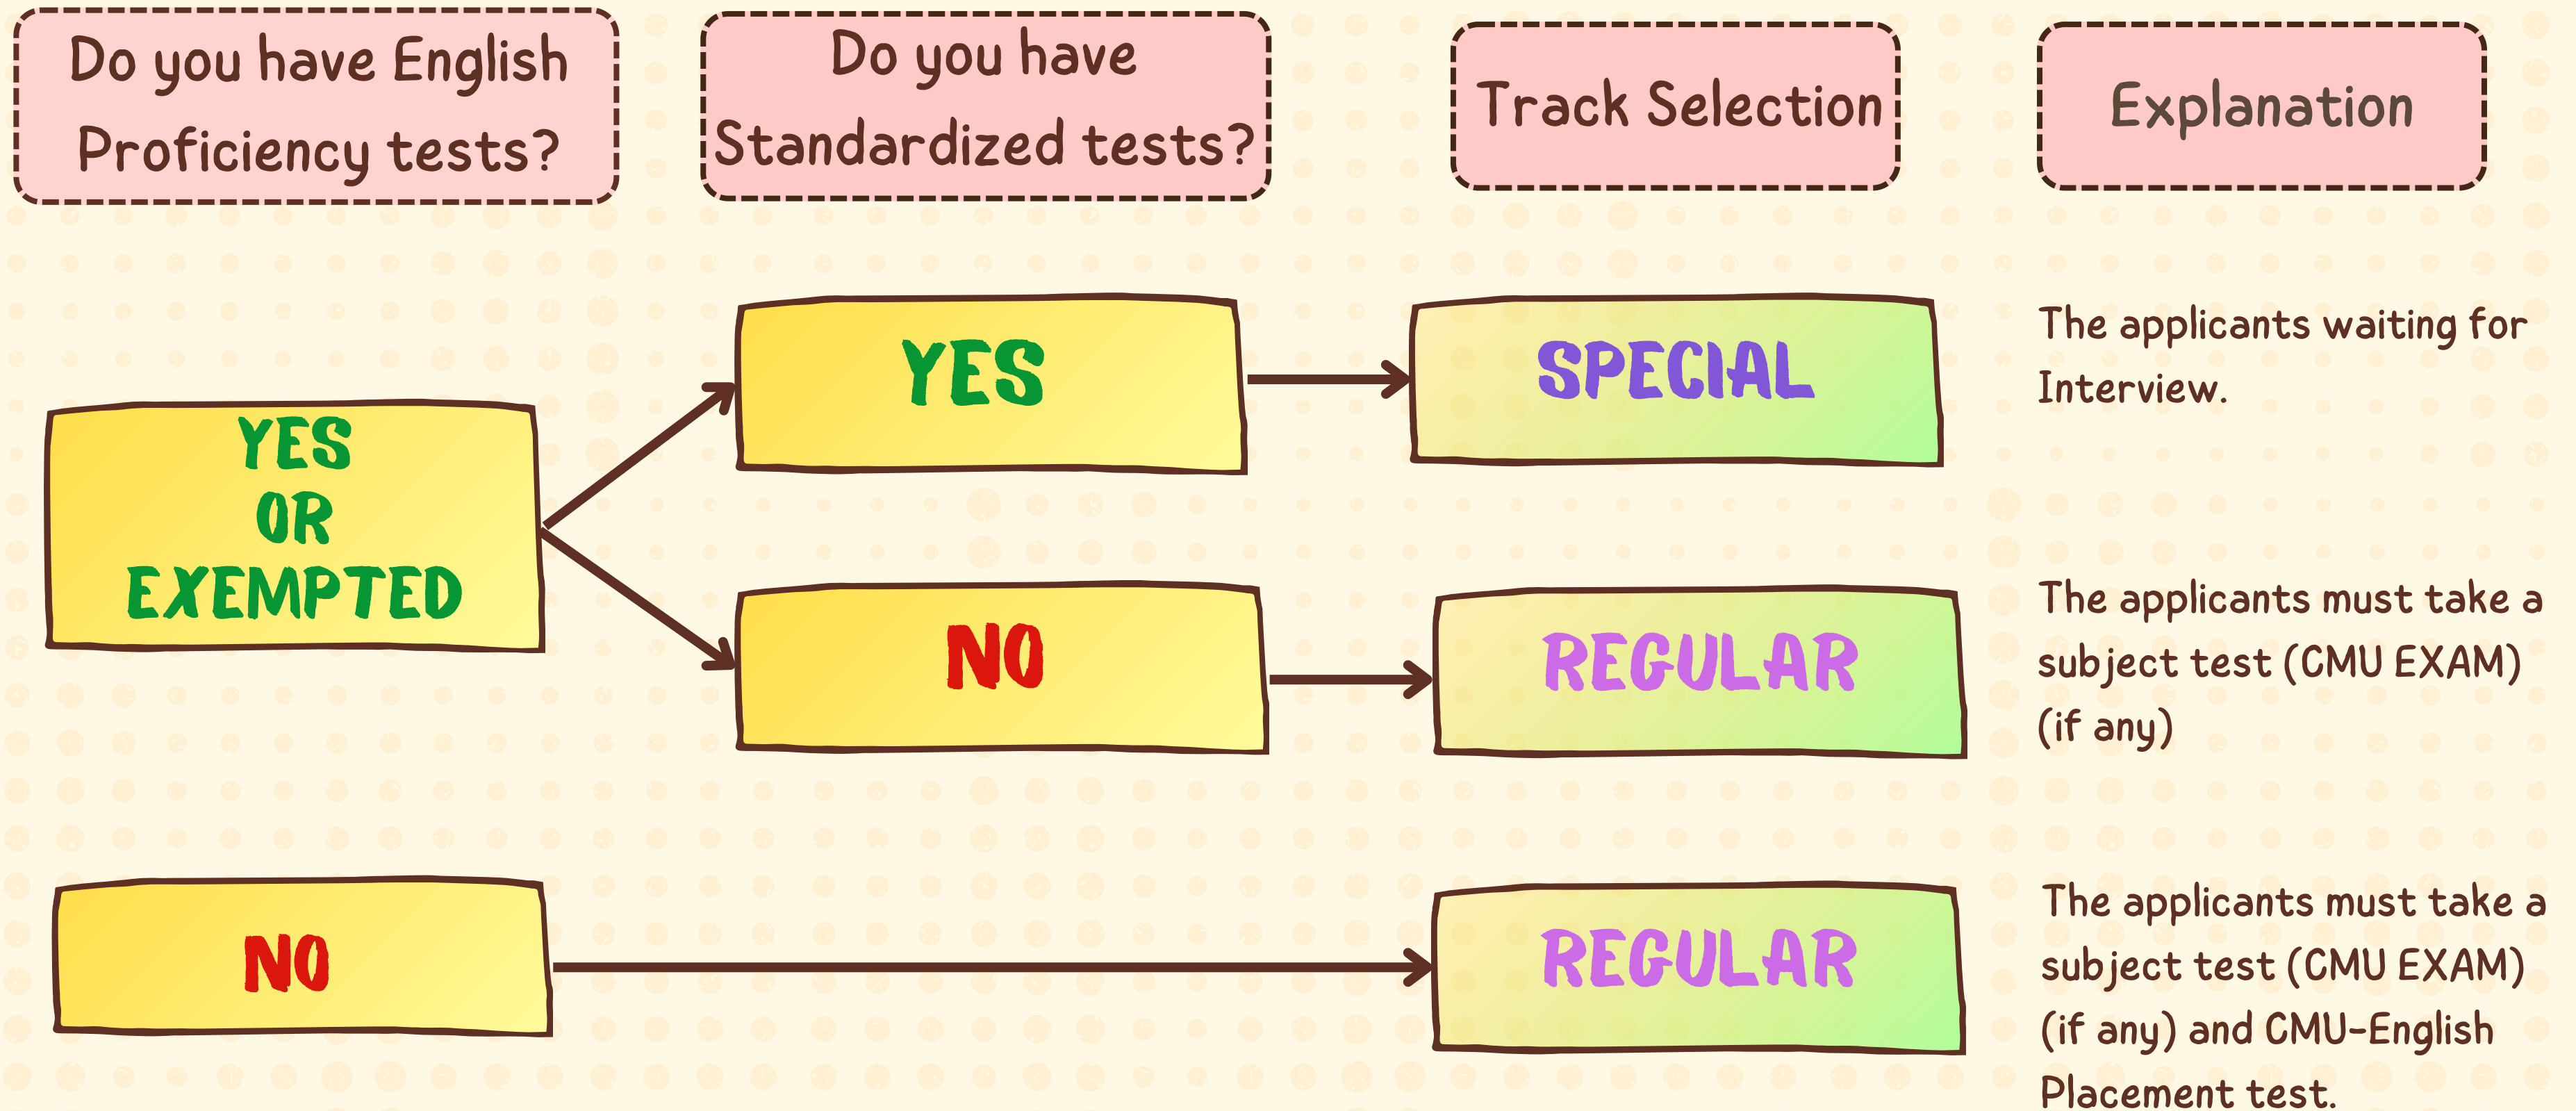 Do you have English
Proficiency tests?
Do you have
Standardized tests?
Track Selection
Explanation
YES
OR
EXEMPTED
YES
SPECIAL
The applicants waiting for
Interview.
NO
REGULAR
The applicants must take a
subject test (CMU EXAM)
(if any)
NO
REGULAR
The applicants must take a
subject test (CMU EXAM)
(if any) and CMU-English
Placement test.